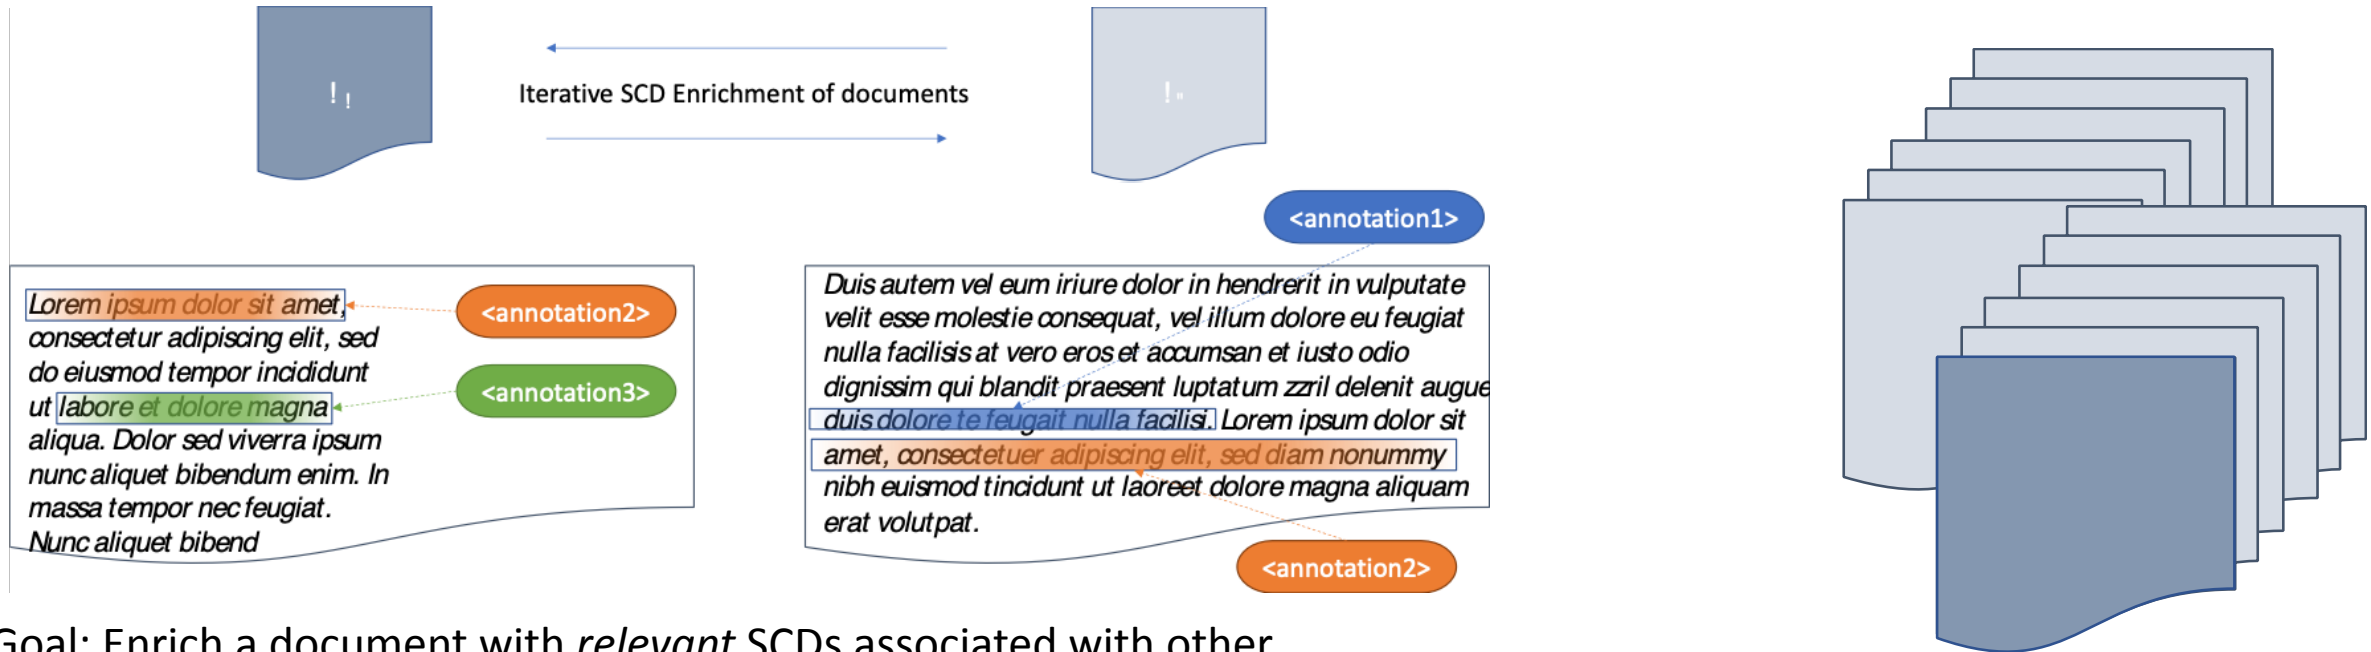 ! !
Iterative SCD Enrichment of documents
! "
<annotation1>
Lorem ipsum dolor sit amet,
consectetur adipiscing elit, sed
do eiusmod tempor incididunt
ut labore et dolore magna
aliqua. Dolor sed viverra ipsum
nunc aliquet bibendum enim. In
massa tempor nec feugiat.
Nunc aliquet bibend
<annotation2>
<annotation3>
Duis autem vel eum iriure dolor in hendrerit in vulputate
velit esse molestie consequat, vel illum dolore eu feugiat
nulla facilisis at vero eros et accumsan et iusto odio
dignissim qui blandit praesent luptatum zzril delenit augue
duis dolore te feugait nulla facilisi. Lorem ipsum dolor sit
amet, consectetuer adipiscing elit, sed diam nonummy
nibh euismod tincidunt ut laoreet dolore magna aliquam
erat volutpat.
<annotation2>
Goal: Enrich a document with relevant SCDs associated with other